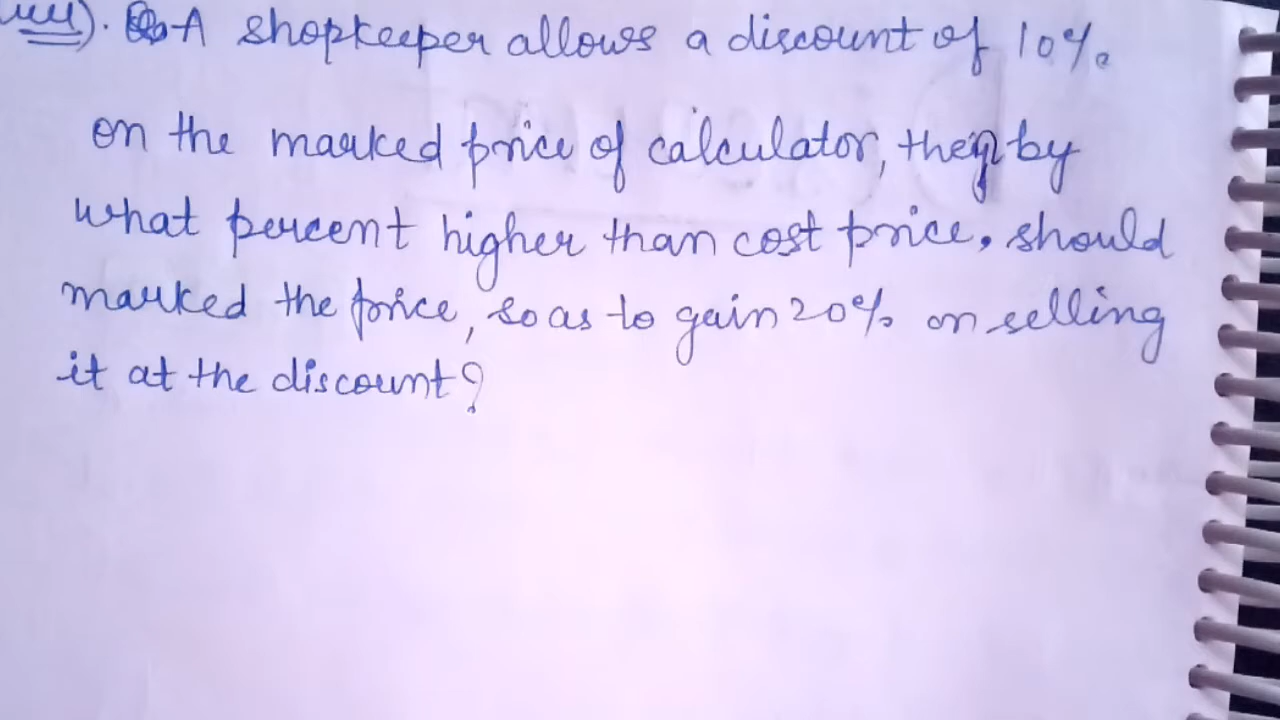 A shopkeeper allows a discount of 10%
on the marked price of calculator, then by
what percent higher than cost price. should
marked the price, so as to gain 20% on selling
it at the discount?